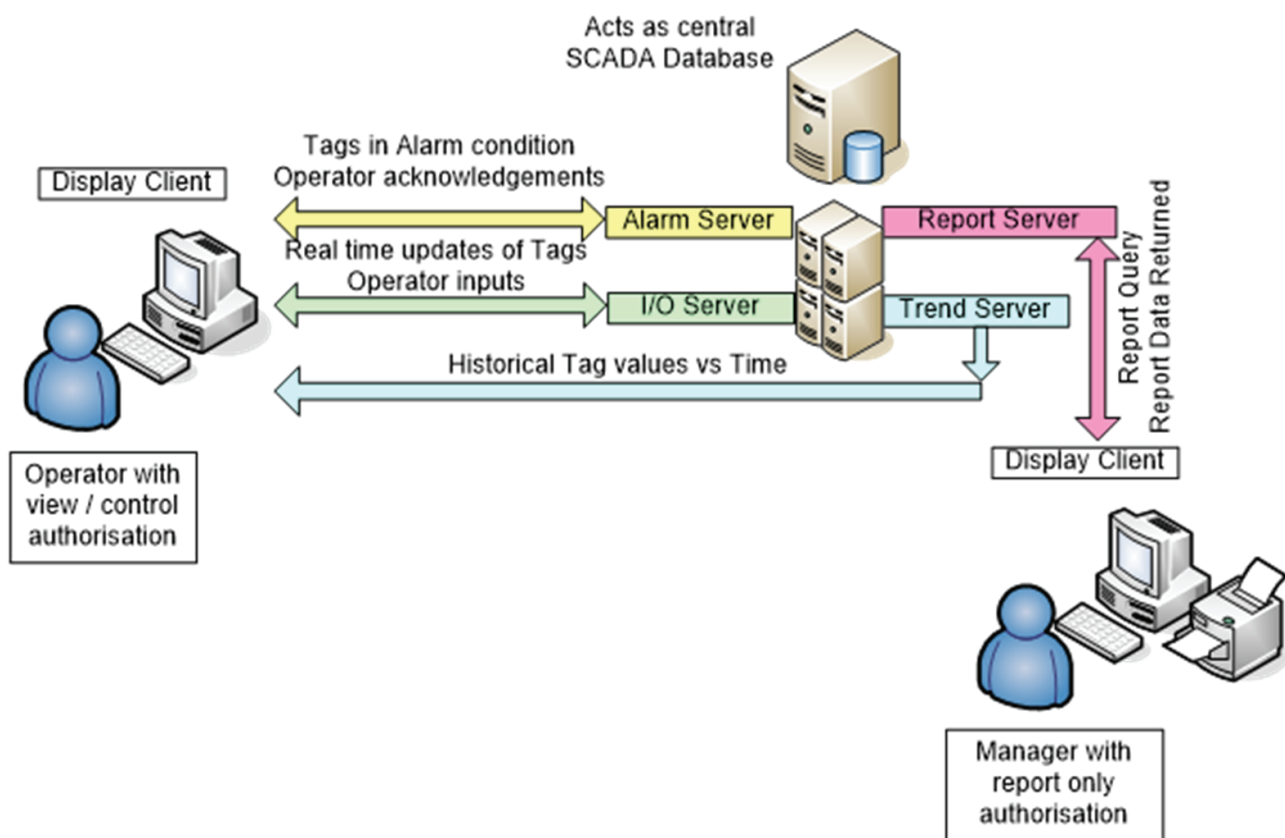 Acts as central
SCADA Database
Tags in Alarm condition
Operator acknowledgements
Display Client
Alarm Server
Report Server
Real time updates of Tags
Operator inputs
I/O Server
Trend Server
Historical Tag values vs Time
Report Query
Report Data Returned
Display Client
Operator with
view / control
authorisation
Manager with
report only
authorisation